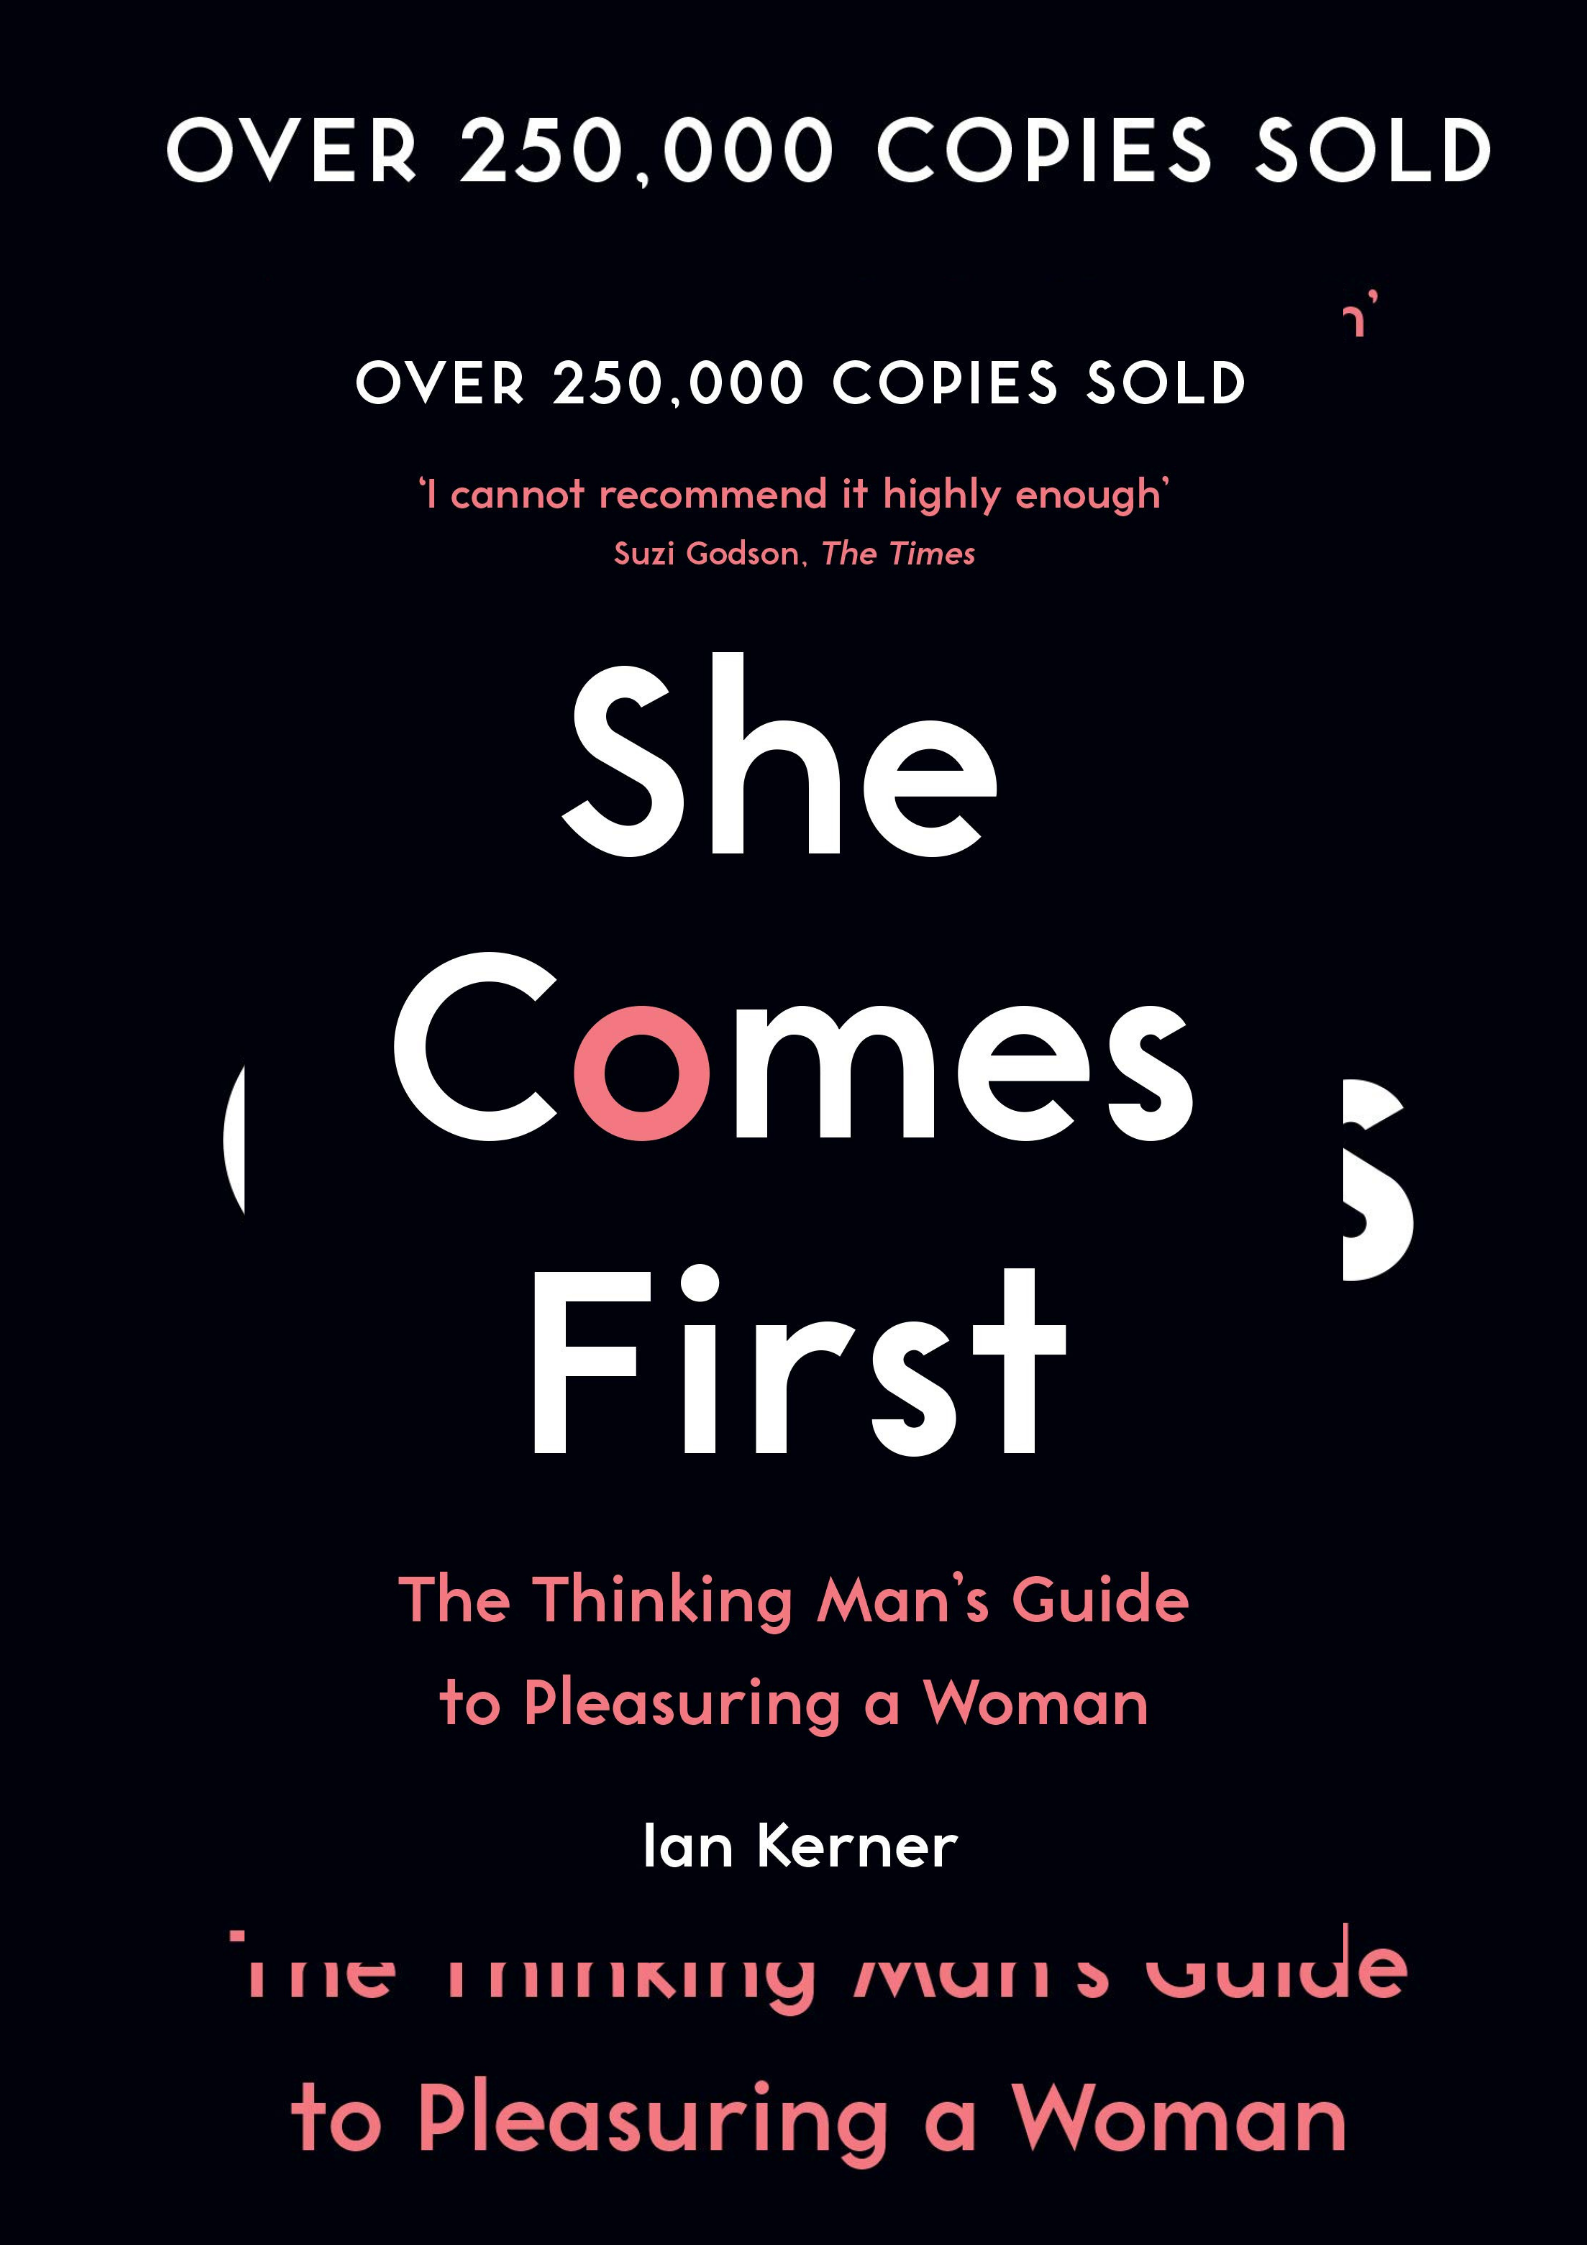 OVER 250,000 COPIES SOLD
OVER 250,000 COPIES SOLD
‘I cannot recommend it highly enough’
Suzi Godson, The Times
She
Comes
First
The Thinking Man’s Guide
to Pleasuring a Woman
Ian Kerner
The Thinking Man’s Guide
to Pleasuring a Woman